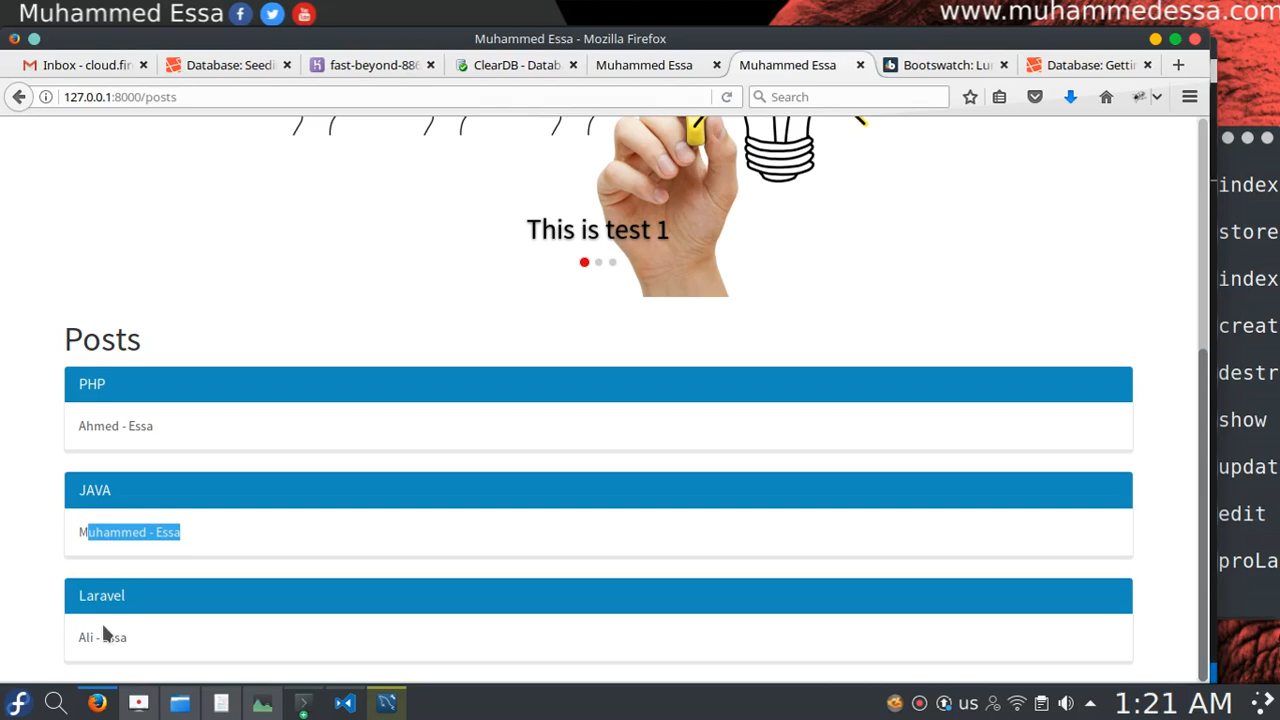 Muhammed Essa
www.muhammedessa.com
Muhammed Essa - Mozilla Firefox
Inbox - cloud.fir
Database: Seedi
fast-beyond-886
ClearDB - Datab
Muhammed Essa
Muhammed Essa
Bootswatch: Lur
Database: Gettir
127.0.0.1:8000/posts
Search
This is test 1
Posts
PHP
Ahmed - Essa
JAVA
Muhammed - Essa
Laravel
Ali - Essa
index
store
index
creat
destr
show
updat
edit
proLa
us
1:21 AM